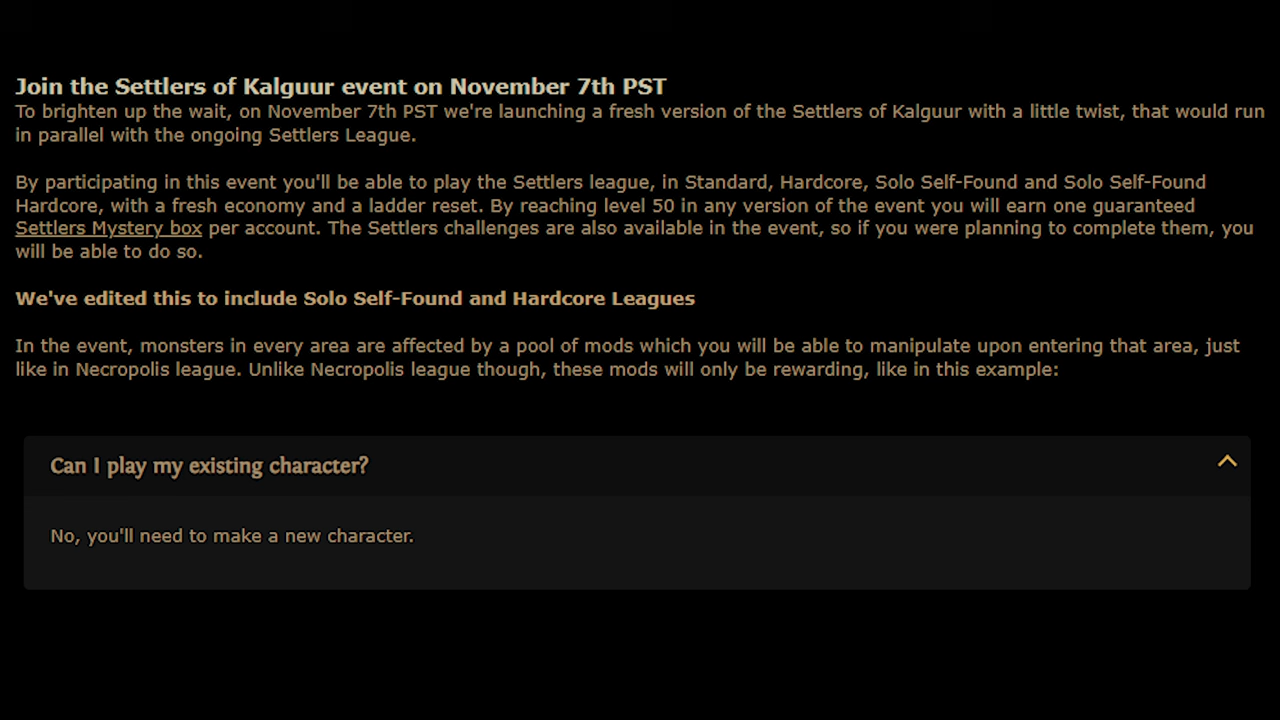 Join the Settlers of Kalguur event on November 7th PST
To brighten up the wait, on November 7th PST we're launching a fresh version of the Settlers of Kalguur with a little twist, that would run
in parallel with the ongoing Settlers League.
By participating in this event you'll be able to play the Settlers league, in Standard, Hardcore, Solo Self-Found and Solo Self-Found
Hardcore, with a fresh economy and a ladder reset. By reaching level 50 in any version of the event you will earn one guaranteed
Settlers Mystery box per account. The Settlers challenges are also available in the event, so if you were planning to complete them, you
will be able to do so.
We've edited this to include Solo Self-Found and Hardcore Leagues
In the event, monsters in every area are affected by a pool of mods which you will be able to manipulate upon entering that area, just
like in Necropolis league. Unlike Necropolis league though, these mods will only be rewarding, like in this example:
Can I play my existing character?
No, you'll need to make a new character.